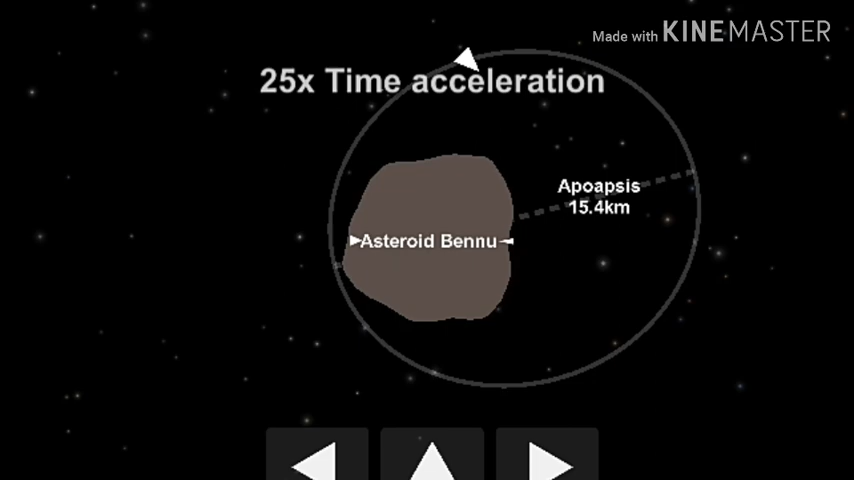 Made with KINEMASTER
25x Time acceleration
Apoapsis
15.4km
Asteroid Bennu